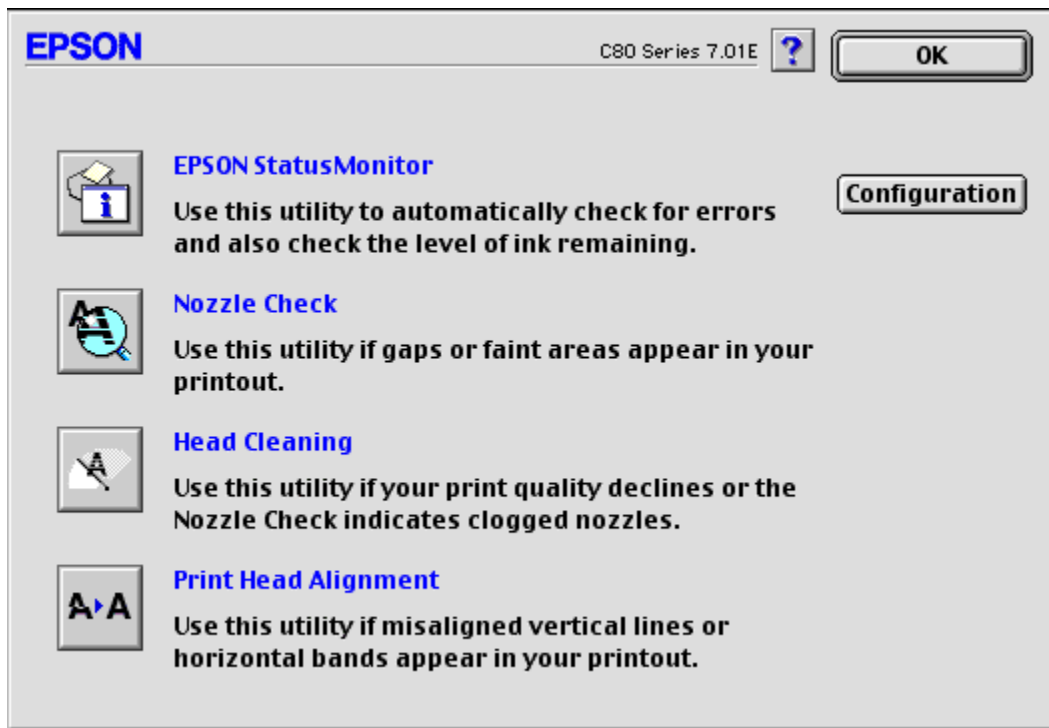 EPSON
C80 Series 7.01E
?
OK
EPSON StatusMonitor
Configuration
Use this utility to automatically check for errors
and also check the level of ink remaining.
Nozzle Check
Use this utility if gaps or faint areas appear in your
printout.
Head Cleaning
Use this utility if your print quality declines or the
Nozzle Check indicates clogged nozzles.
Print Head Alignment
Use this utility if misaligned vertical lines or
horizontal bands appear in your printout.